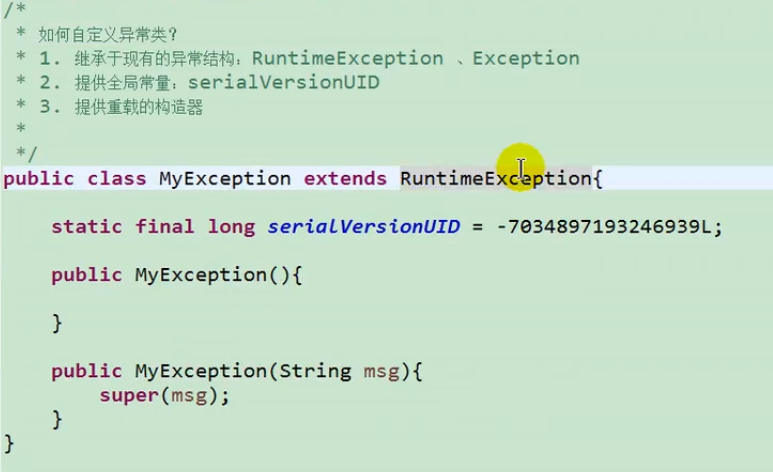 /*
 * 如何自定义异常类？
 * 1. 继承于现有的异常结构：RuntimeException 、Exception
 * 2. 提供全局常量：serialVersionUID
 * 3. 提供重载的构造器
 *
 */
public class MyException extends RuntimeException{
    static final long serialVersionUID = -7034897193246939L;
    public MyException(){
    }
    public MyException(String msg){
        super(msg);
    }
}